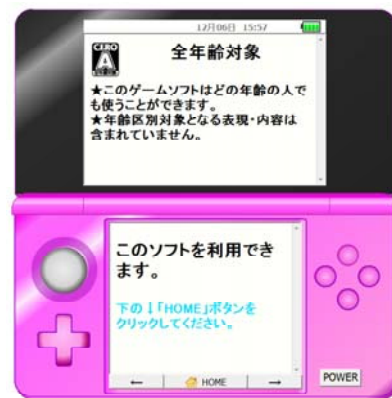 12月06日 15:57
CERO
A
全年齢対象
★このゲームソフトはどの年齢の人で
も使うことができます。
★年齢区別対象となる表現・内容は
含まれていません。
このソフトを利用でき
ます。
下の↓「HOME」ボタンを
クリックしてください。
← HOME →
POWER